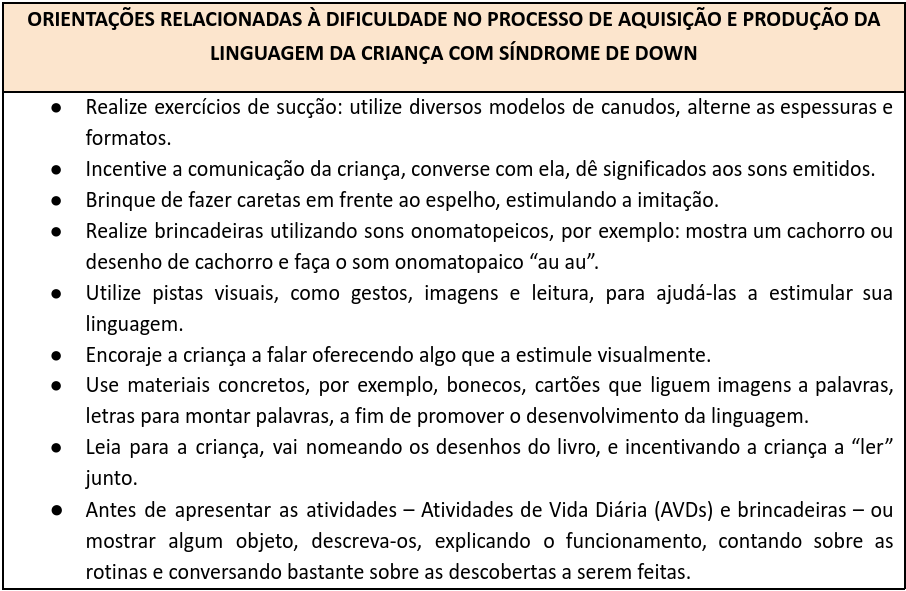 ORIENTAÇÕES RELACIONADAS À DIFICULDADE NO PROCESSO DE AQUISIÇÃO E PRODUÇÃO DA
LINGUAGEM DA CRIANÇA COM SÍNDROME DE DOWN
● Realize exercícios de sucção: utilize diversos modelos de canudos, alterne as espessuras e
formatos.
● Incentive a comunicação da criança, converse com ela, dê significados aos sons emitidos.
● Brinque de fazer caretas em frente ao espelho, estimulando a imitação.
● Realize brincadeiras utilizando sons onomatopeicos, por exemplo: mostra um cachorro ou
desenho de cachorro e faça o som onomatopaico “au au”.
● Utilize pistas visuais, como gestos, imagens e leitura, para ajudá-las a estimular sua
linguagem.
● Encoraje a criança a falar oferecendo algo que a estimule visualmente.
● Use materiais concretos, por exemplo, bonecos, cartões que liguem imagens a palavras,
letras para montar palavras, a fim de promover o desenvolvimento da linguagem.
● Leia para a criança, vai nomeando os desenhos do livro, e incentivando a criança a “ler”
junto.
● Antes de apresentar as atividades – Atividades de Vida Diária (AVDs) e brincadeiras – ou
mostrar algum objeto, descreva-os, explicando o funcionamento, contando sobre as
rotinas e conversando bastante sobre as descobertas a serem feitas.